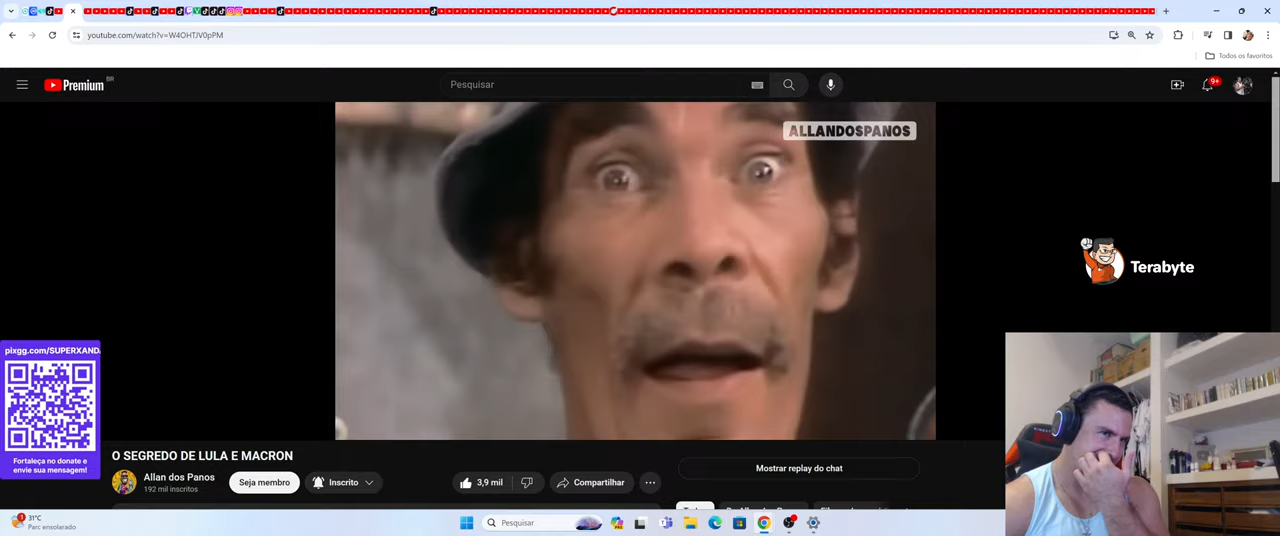 youtube.com/watch?v=W4OHTJV0pPM
Todos os favoritos
Premium BR
Pesquisar
9+
ALLANDOSPANOS
Terabyte
pixgg.com/SUPERXANDA
Fortaleça no donate e
envie sua mensagem!
O SEGREDO DE LULA E MACRON
Allan dos Panos
192 mil inscritos
Seja membro
Inscrito
3,9 mil
Compartilhar
Mostrar replay do chat
1
31°C
Parc ensolarado
Pesquisar